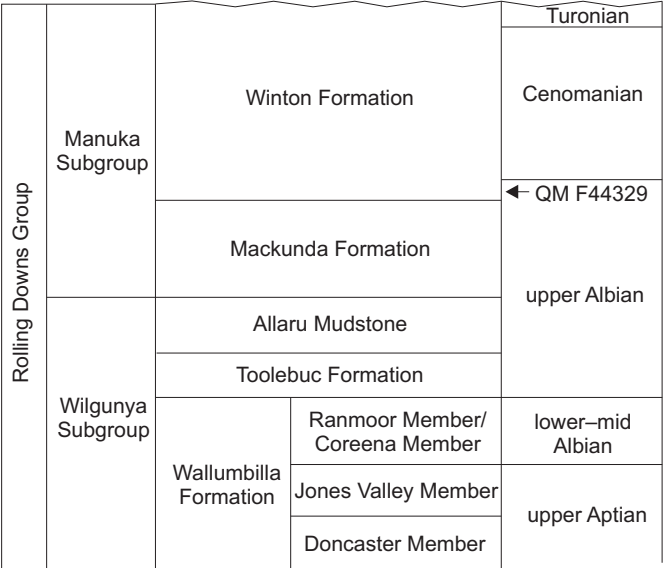 Rolling Downs Group
Manuka
Subgroup
Wilgunya
Subgroup
Winton Formation
Mackunda Formation
Allaru Mudstone
Toolebuc Formation
Wallumbilla
Formation
Ranmoor Member/
Coreena Member
Jones Valley Member
Doncaster Member
Turonian
Cenomanian
QM F44329
upper Albian
lower–mid
Albian
upper Aptian